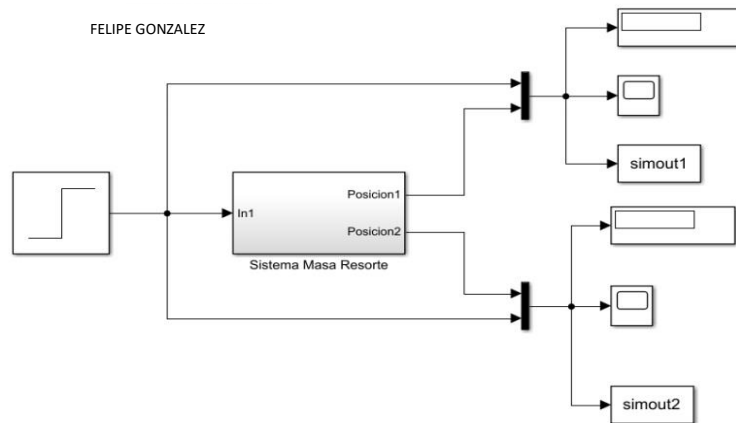 FELIPE GONZALEZ
simout1
Posicion1
In1
Posicion2
Sistema Masa Resorte
simout2